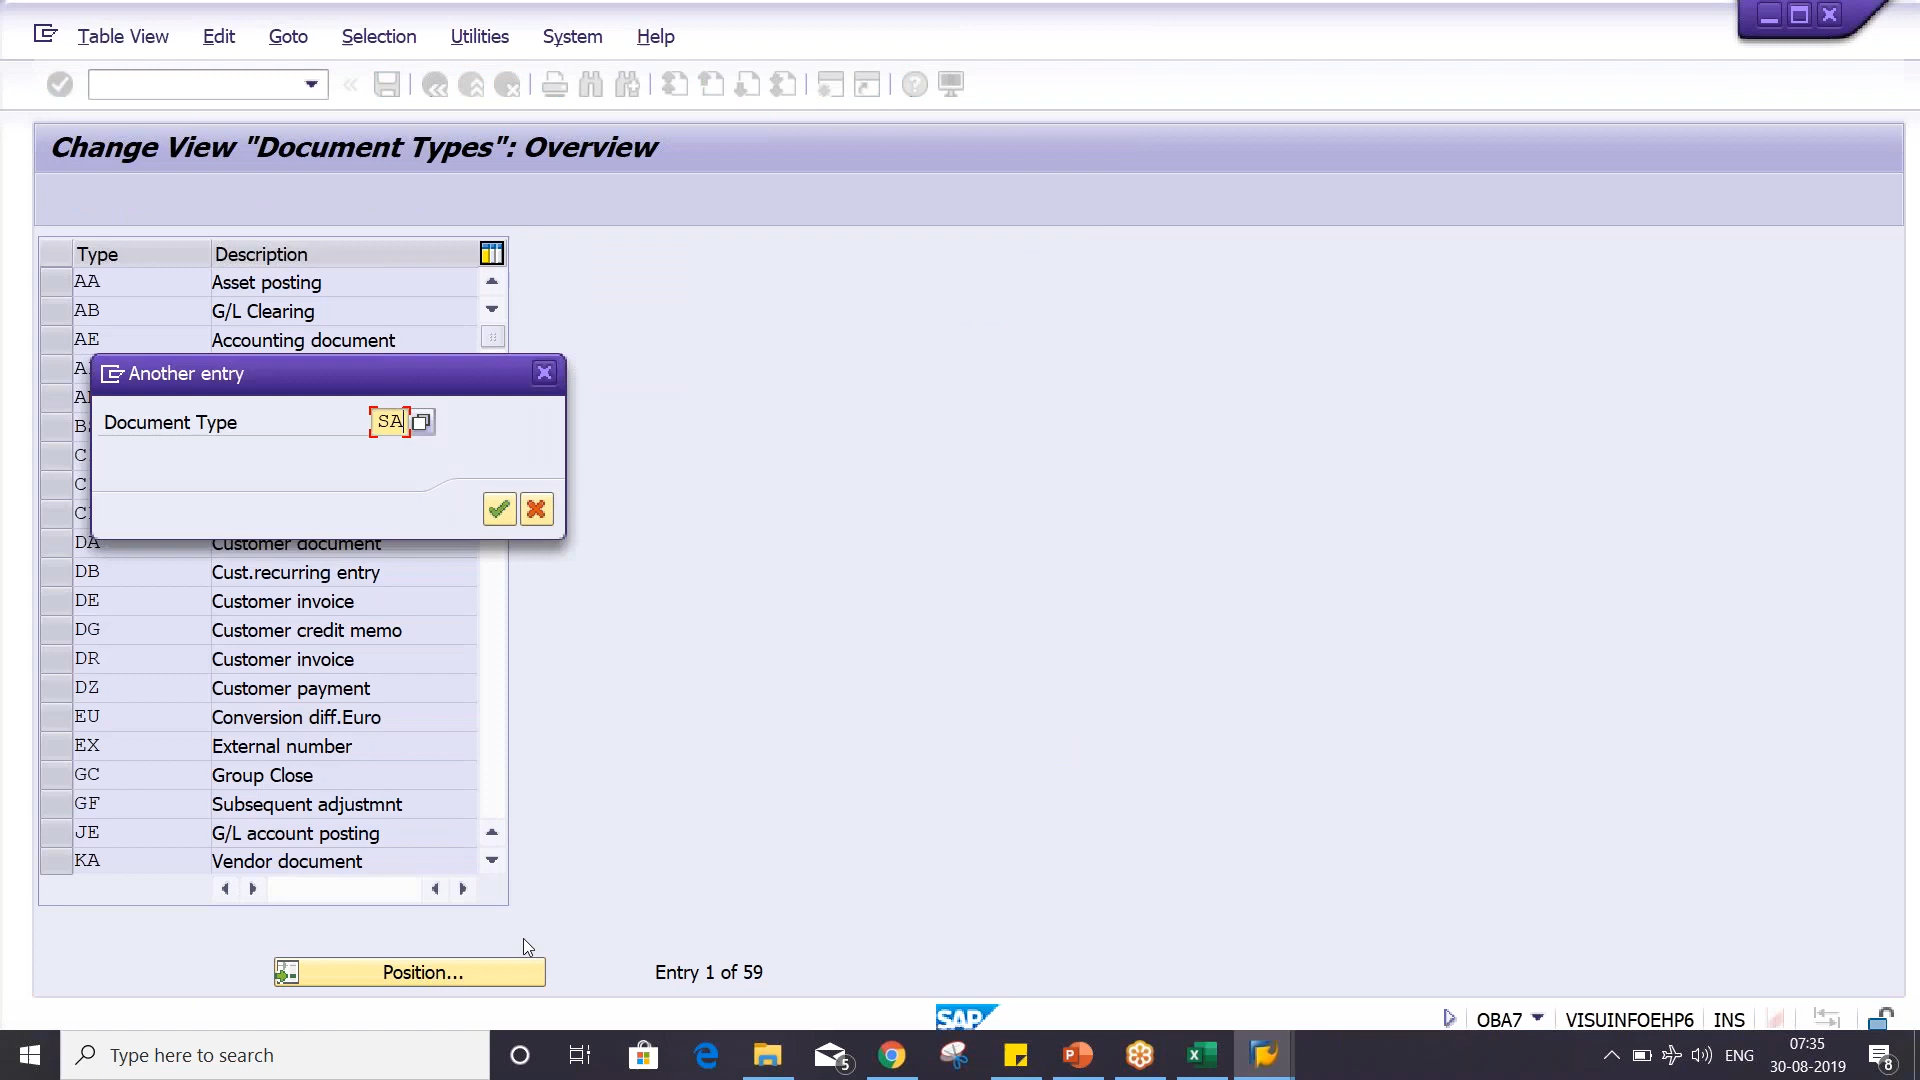 Table View Edit Goto Selection Utilities System Help
Change View "Document Types": Overview
Type Description
AA Asset posting
AB G/L Clearing
AE Accounting document
Another entry
Document Type SA
DA Customer document
DB Cust.recurring entry
DE Customer invoice
DG Customer credit memo
DR Customer invoice
DZ Customer payment
EU Conversion diff.Euro
EX External number
GC Group Close
GF Subsequent adjustmnt
JE G/L account posting
KA Vendor document
Position... Entry 1 of 59
SAP OBA7 VISUINFOEHP6 INS
Type here to search 5 ENG 07:35
30-08-2019 8